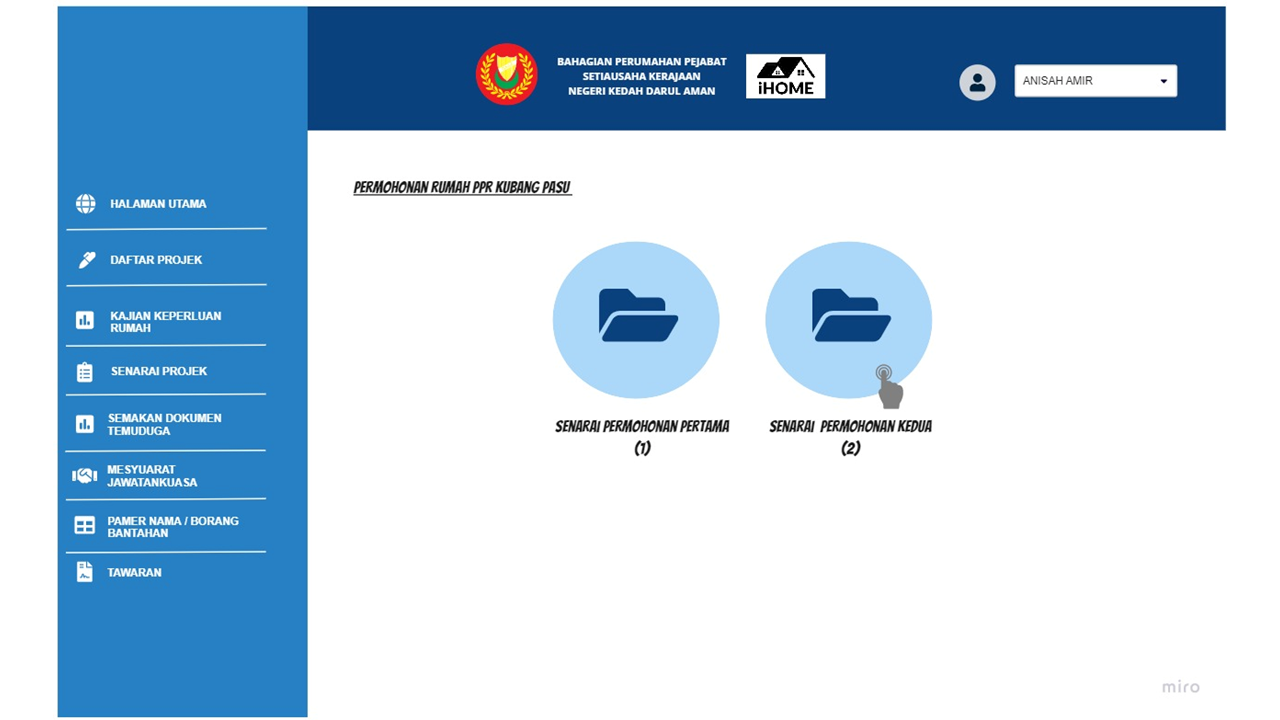 BAHAGIAN PERUMAHAN PEJABAT
SETIAUSAHA KERAJAAN
NEGERI KEDAH DARUL AMAN
iHOME
ANISAH AMIR
HALAMAN UTAMA
DAFTAR PROJEK
KAJIAN KEPERLUAN
RUMAH
SENARAI PROJEK
SEMAKAN DOKUMEN
TEMUDUGA
MESYUARAT
JAWATANKUASA
PAMER NAMA / BORANG
BANTAHAN
TAWARAN
PERMOHONAN RUMAH PPR KUBANG PASU
SENARAI PERMOHONAN PERTAMA
(1)
SENARAI PERMOHONAN KEDUA
(2)
miro